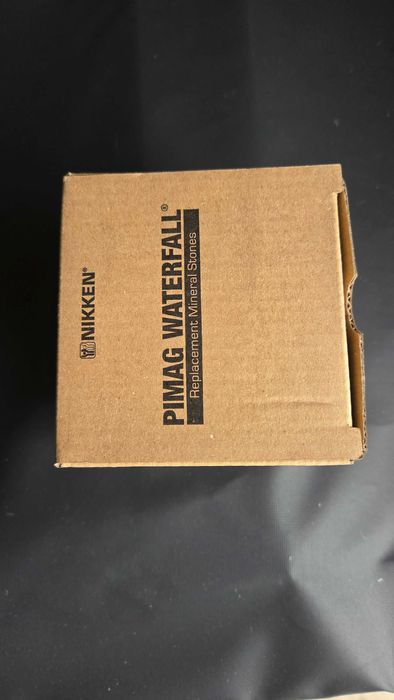 NIKKEN®
PIMAG WATERFALL®
Replacement Mineral Stones